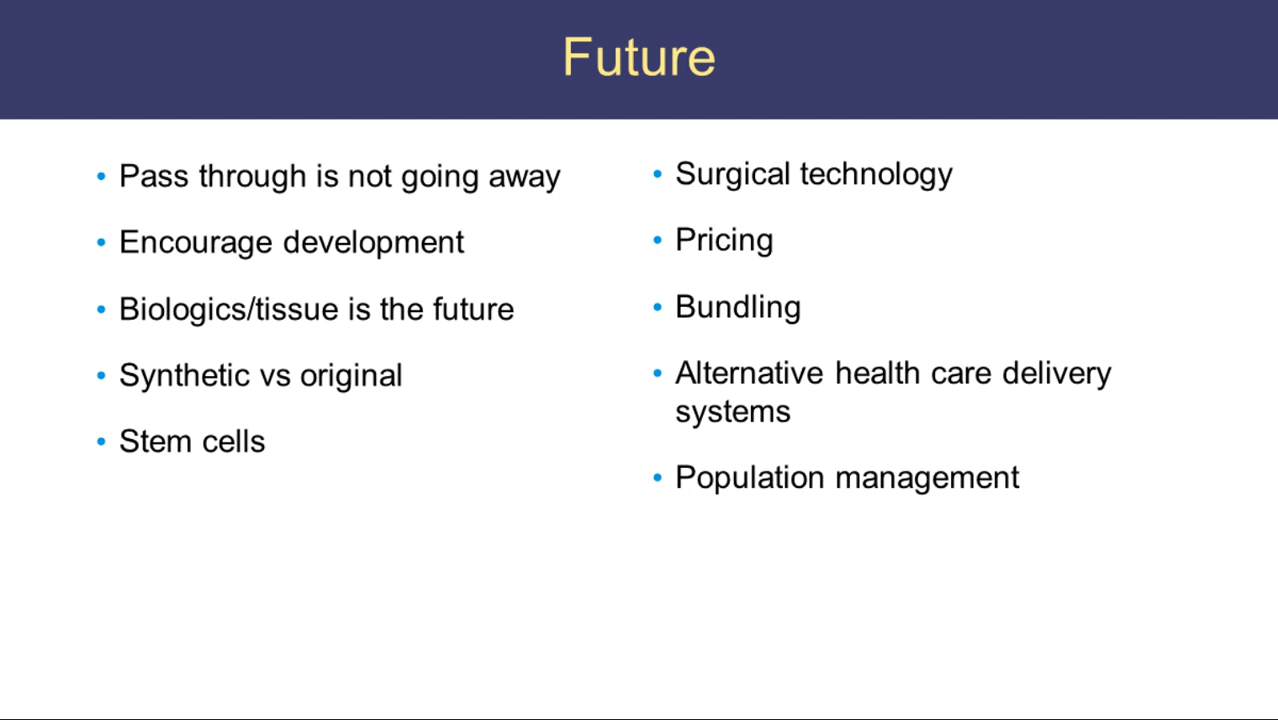 Future
• Pass through is not going away
• Encourage development
• Biologics/tissue is the future
• Synthetic vs original
• Stem cells
• Surgical technology
• Pricing
• Bundling
• Alternative health care delivery
systems
• Population management